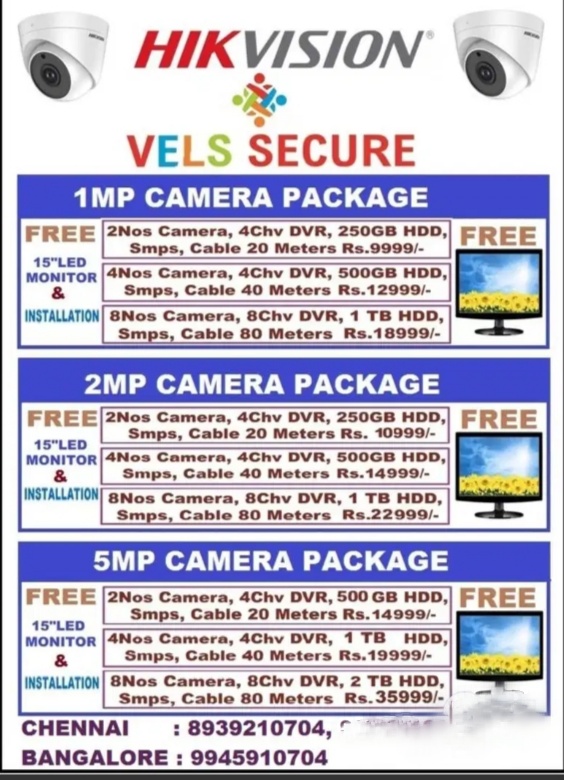 HIKVISION®
VELS SECURE
1MP CAMERA PACKAGE
FREE
15"LED
MONITOR
&
INSTALLATION
2Nos Camera, 4Chv DVR, 250GB HDD,
Smps, Cable 20 Meters Rs.9999/-
4Nos Camera, 4Chv DVR, 500GB HDD,
Smps, Cable 40 Meters Rs.12999/-
8Nos Camera, 8Chv DVR, 1 TB HDD,
Smps, Cable 80 Meters Rs.18999/-
FREE
2MP CAMERA PACKAGE
FREE
15"LED
MONITOR
&
INSTALLATION
2Nos Camera, 4Chv DVR, 250GB HDD,
Smps, Cable 20 Meters Rs. 10999/-
4Nos Camera, 4Chv DVR, 500GB HDD,
Smps, Cable 40 Meters Rs.14999/-
8Nos Camera, 8Chv DVR, 1 TB HDD,
Smps, Cable 80 Meters Rs.22999/-
FREE
5MP CAMERA PACKAGE
FREE
15"LED
MONITOR
&
INSTALLATION
2Nos Camera, 4Chv DVR, 500 GB HDD,
Smps, Cable 20 Meters Rs.14999/-
4Nos Camera, 4Chv DVR, 1 TB HDD,
Smps, Cable 40 Meters Rs.19999/-
8Nos Camera, 8Chv DVR, 2 TB HDD,
Smps, Cable 80 Meters Rs.35999/-
FREE
CHENNAI : 8939210704,
BANGALORE : 9945910704